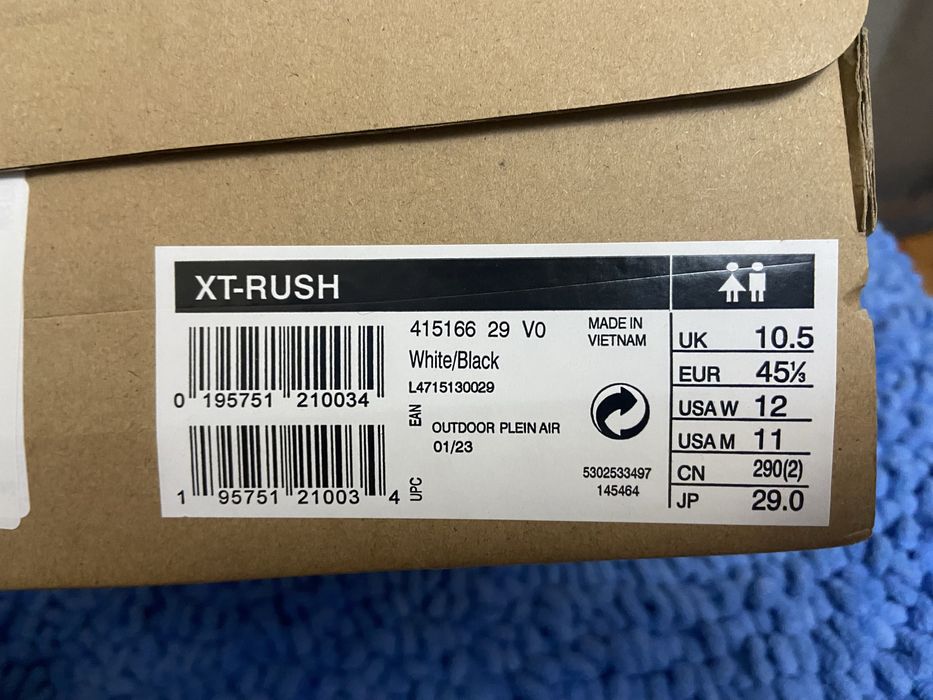 XT-RUSH
0 195751 210034
EAN
1 95751 21003 4
UPC
415166 29 V0
White/Black
L4715130029
OUTDOOR PLEIN AIR
01/23
MADE IN
VIETNAM
5302533497
145464
UK 10.5
EUR 45⅓
USA W 12
USA M 11
CN 290(2)
JP 29.0